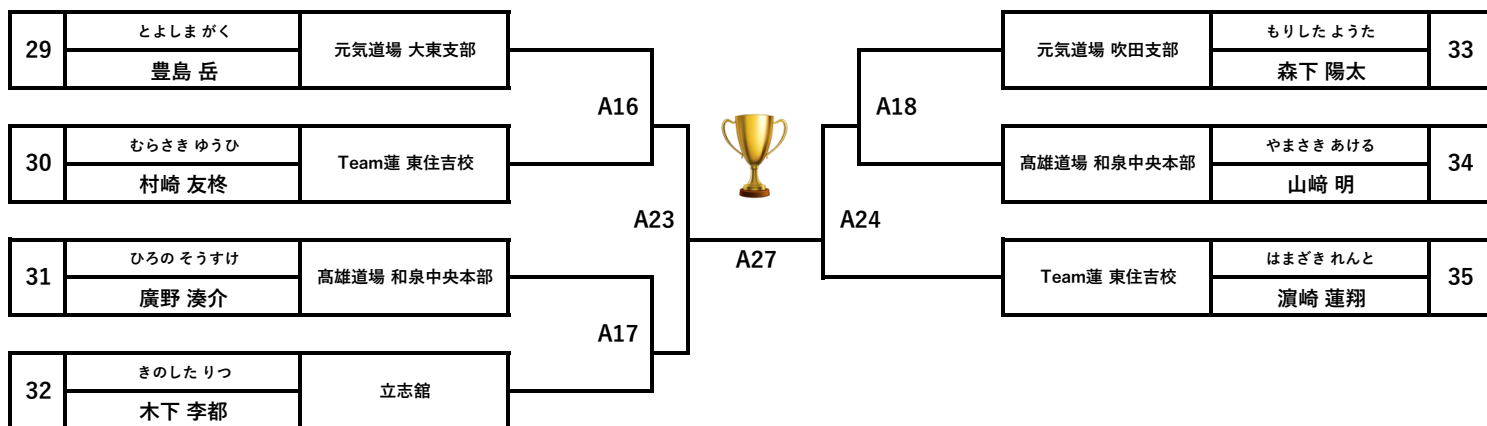 29
とよしま がく
豊島 岳
元気道場 大東支部
30
むらさき ゆうひ
村崎 友柊
Team蓮 東住吉校
31
ひろの そうすけ
廣野 湊介
髙雄道場 和泉中央本部
32
きのした りつ
木下 李都
立志舘
A16
A17
A23
A27
A24
A18
元気道場 吹田支部
もりした ようた
森下 陽太
33
髙雄道場 和泉中央本部
やまさき あける
山﨑 明
34
Team蓮 東住吉校
はまざき れんと
濵崎 蓮翔
35